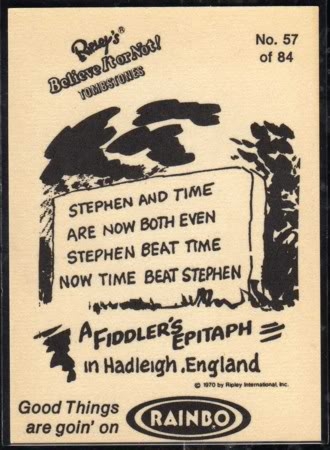 Ripley's®
Believe It or Not!
TOMBSTONES
No. 57
of 84
STEPHEN AND TIME
ARE NOW BOTH EVEN
STEPHEN BEAT TIME
NOW TIME BEAT STEPHEN
A FIDDLER'S EPITAPH
in Hadleigh, England
© 1970 by Ripley International, Inc.
Good Things
are goin' on
RAINBO